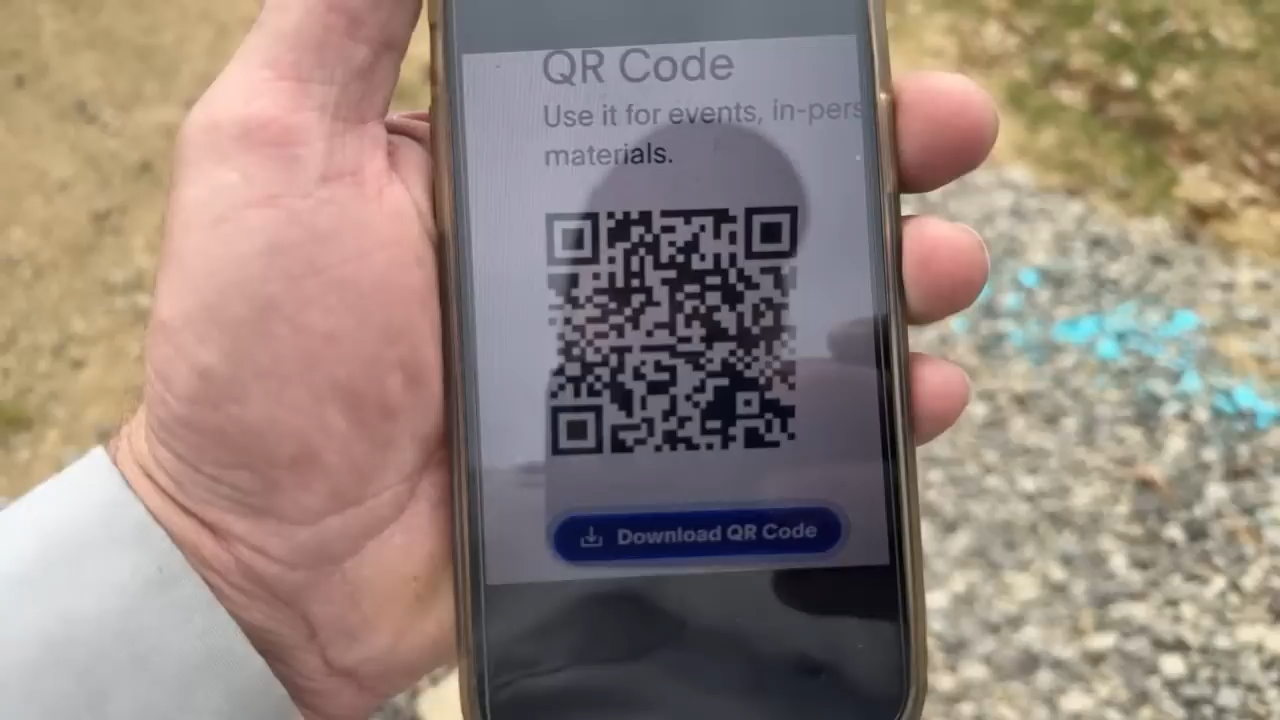 QR Code
Use it for events, in-pers
materials.
Download QR Code